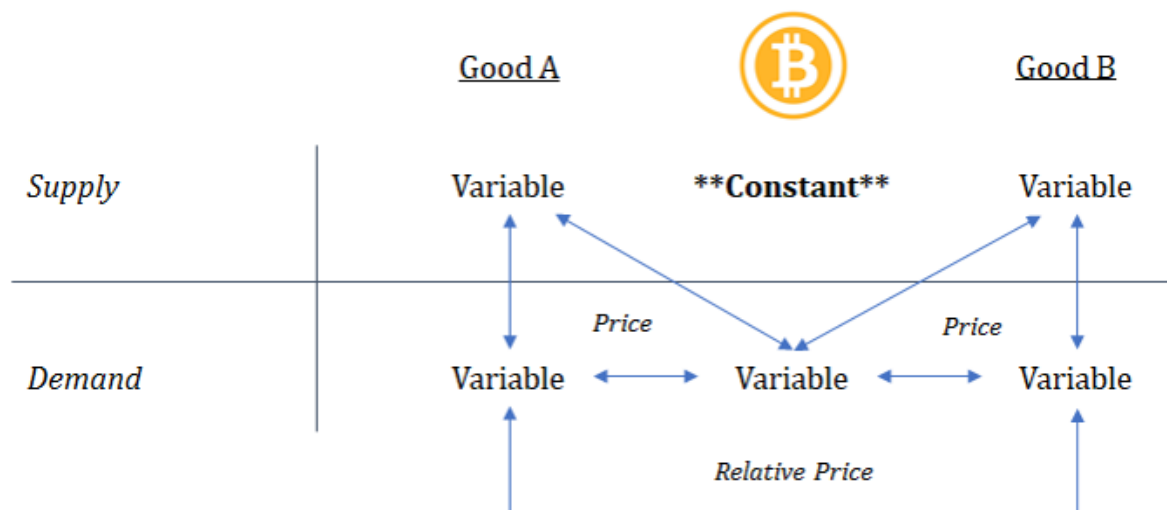 Good A
Good B
Supply
Variable
**Constant**
Variable
Price
Price
Demand
Variable
Variable
Variable
Relative Price